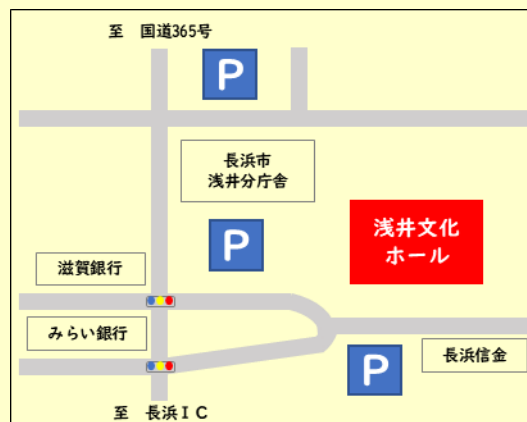 至　国道365号
P
長浜市
浅井分庁舎
浅井文化
ホール
P
滋賀銀行
みらい銀行
長浜信金
P
至　長浜ＩＣ